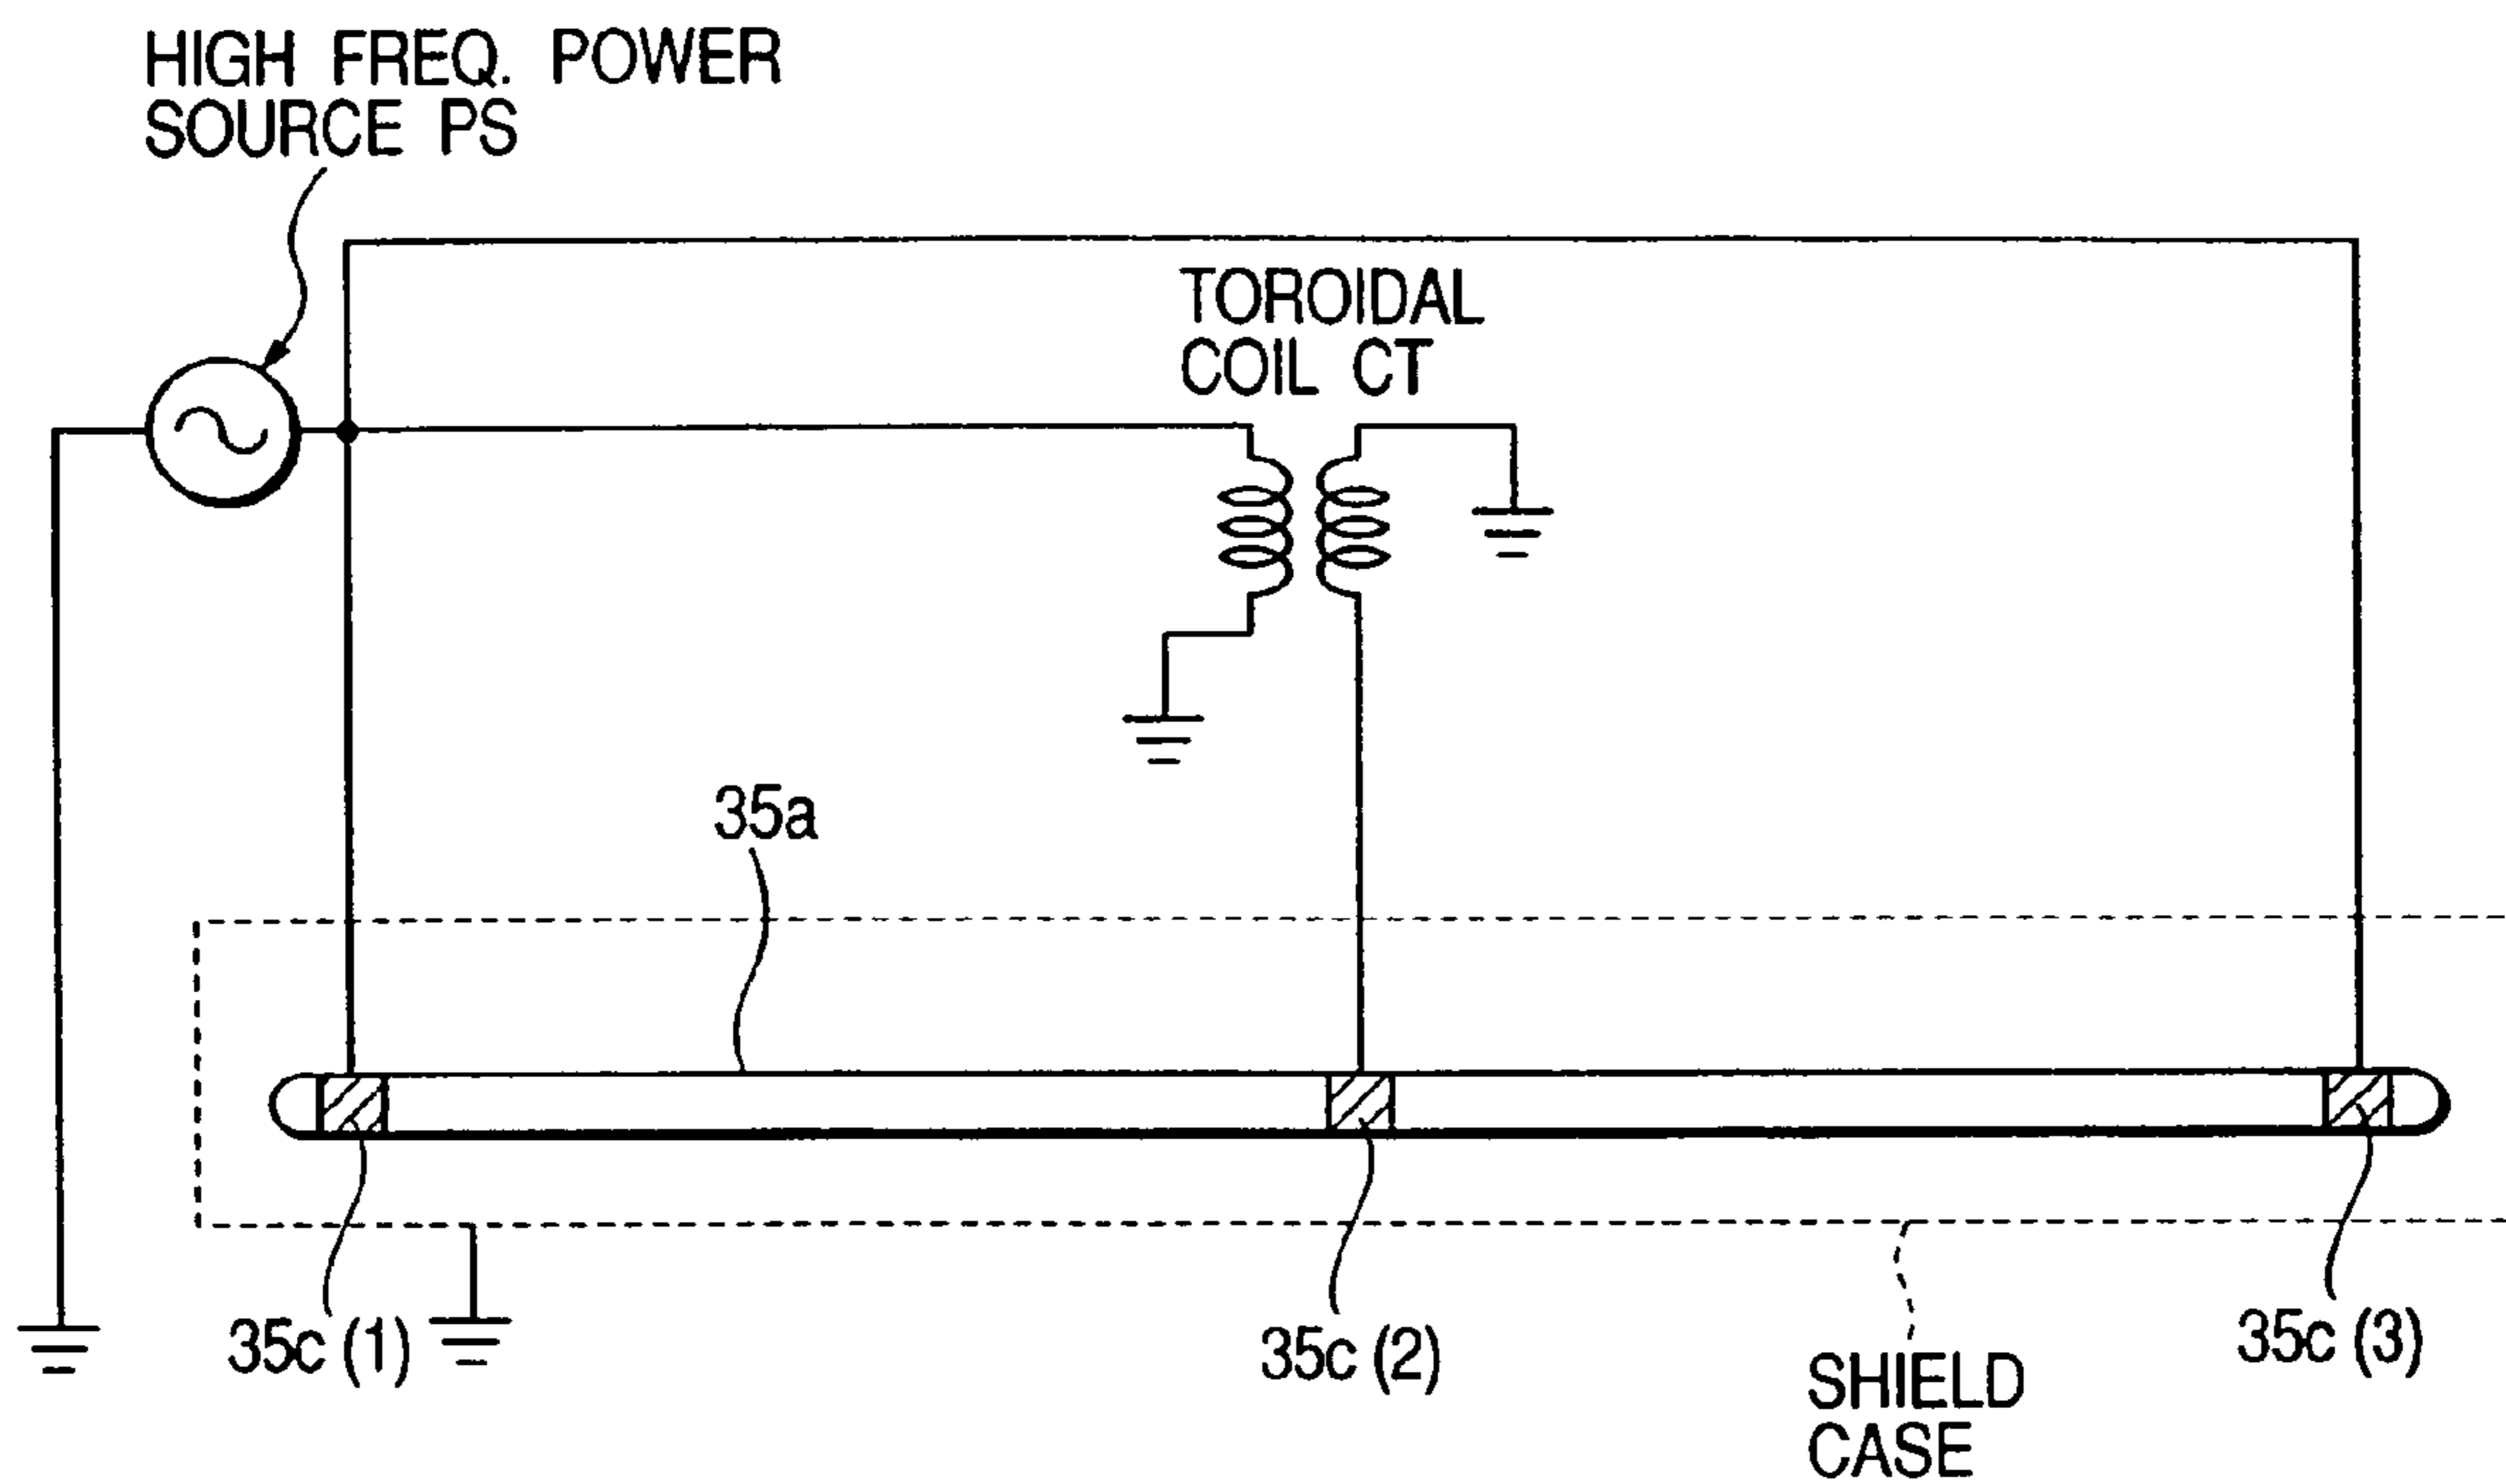 HIGH FREQ. POWER
SOURCE PS
TOROIDAL
COIL CT
35a
35c (1)
35c (2)
35c (3)
SHIELD
CASE